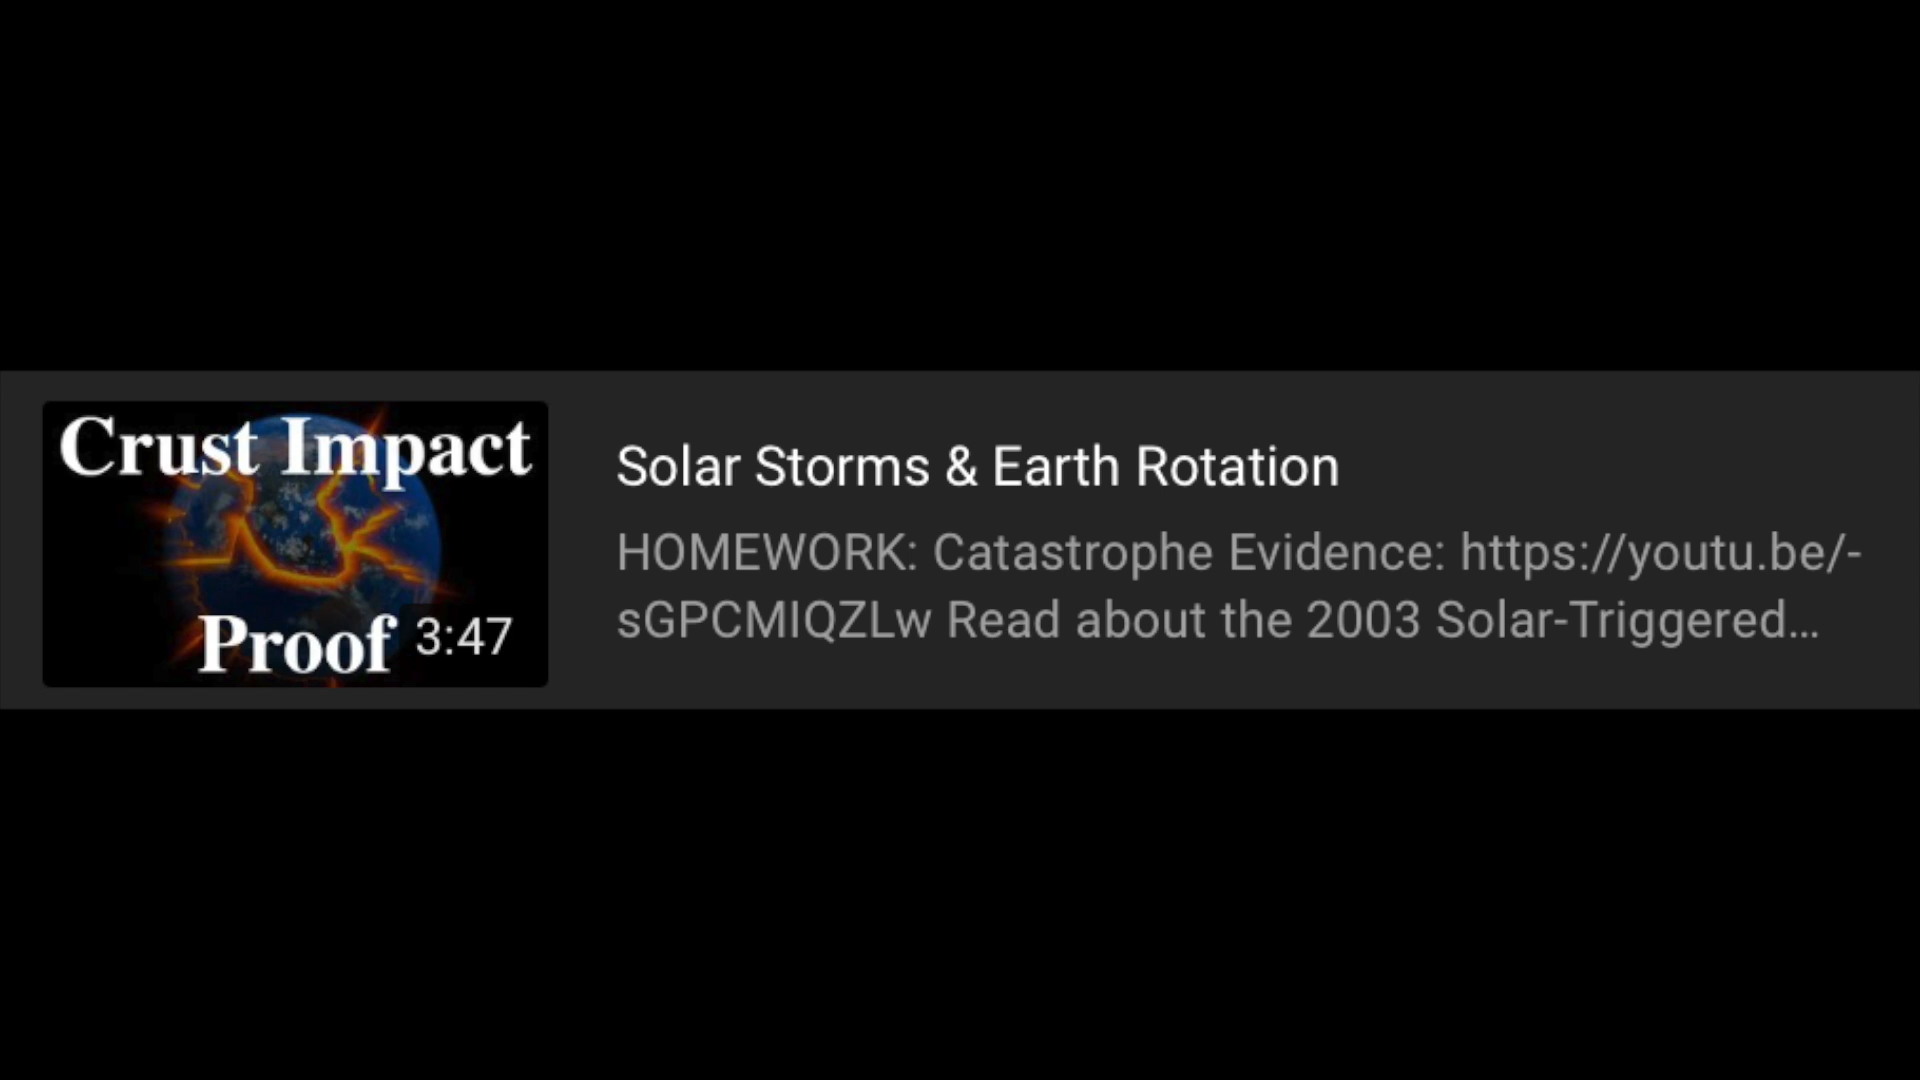 Crust Impact
Proof
3:47
Solar Storms & Earth Rotation
HOMEWORK: Catastrophe Evidence: https://youtu.be/-
sGPCMIQZLw Read about the 2003 Solar-Triggered...